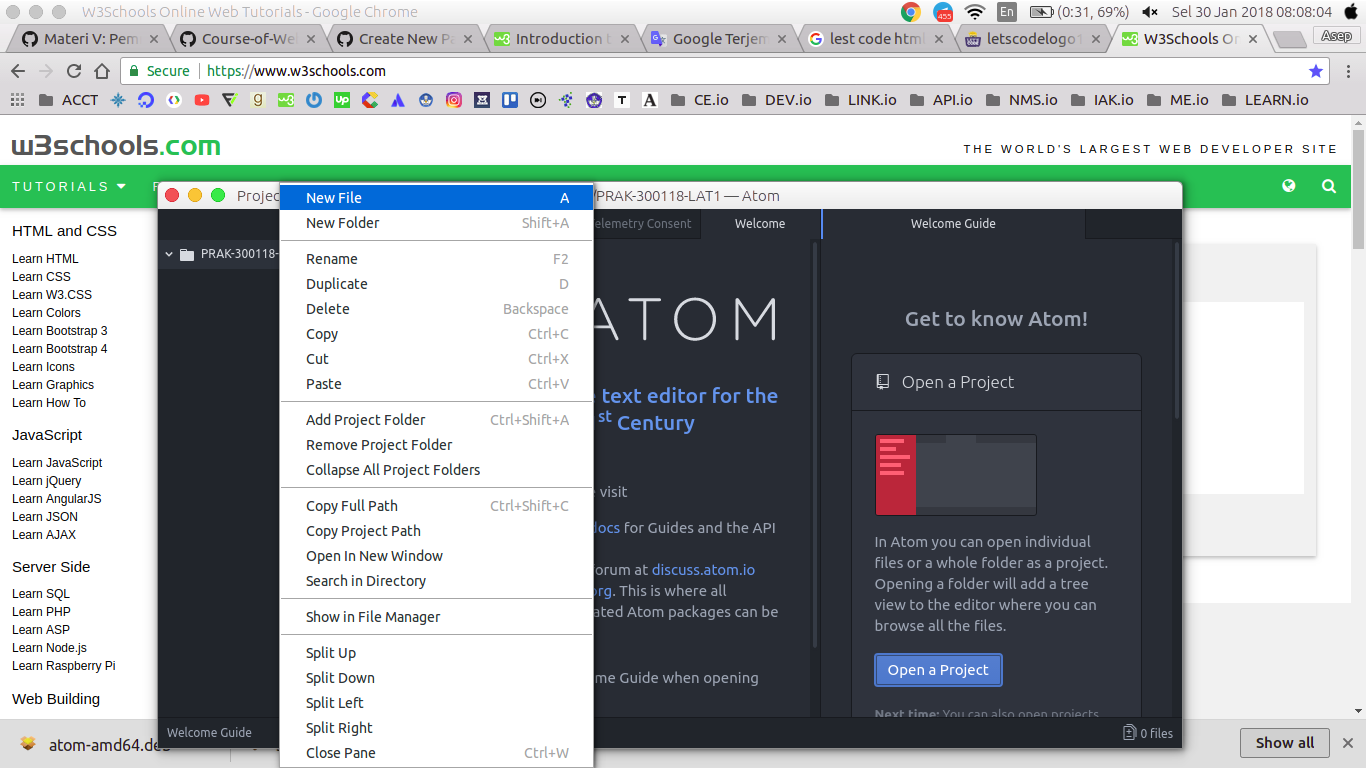 W3Schools Online Web Tutorials - Google Chrome
En
(0:31, 69%)
Sel 30 Jan 2018 08:08:04
455
Materi V: Pem
Course-of-We
Create New P
Introduction t
Google Terjem
lest code html
letscodelogo1
W3Schools On
Asep
Secure
https://www.w3schools.com
ACCT
CE.io
DEV.io
LINK.io
API.io
NMS.io
IAK.io
ME.io
LEARN.io
w3schools.com
THE WORLD'S LARGEST WEB DEVELOPER SITE
TUTORIALS
HTML and CSS
Learn HTML
Learn CSS
Learn W3.CSS
Learn Colors
Learn Bootstrap 3
Learn Bootstrap 4
Learn Icons
Learn Graphics
Learn How To
JavaScript
Learn JavaScript
Learn jQuery
Learn AngularJS
Learn JSON
Learn AJAX
Server Side
Learn SQL
Learn PHP
Learn ASP
Learn Node.js
Learn Raspberry Pi
Web Building
Projec
/PRAK-300118-LAT1 — Atom
elemetry Consent
Welcome
Welcome Guide
PRAK-300118-
New File A
New Folder Shift+A
Rename F2
Duplicate D
Delete Backspace
Copy Ctrl+C
Cut Ctrl+X
Paste Ctrl+V
Add Project Folder Ctrl+Shift+A
Remove Project Folder
Collapse All Project Folders
Copy Full Path Ctrl+Shift+C
Copy Project Path
Open In New Window
Search in Directory
Show in File Manager
Split Up
Split Down
Split Left
Split Right
Close Pane Ctrl+W
ATOM
text editor for the
st Century
visit
docs for Guides and the API
orum at discuss.atom.io
org. This is where all
ated Atom packages can be
me Guide when opening
Get to know Atom!
Open a Project
In Atom you can open individual
files or a whole folder as a project.
Opening a folder will add a tree
view to the editor where you can
browse all the files.
Open a Project
Next time: You can also open projects
Welcome Guide
0 files
atom-amd64.deb
Show all